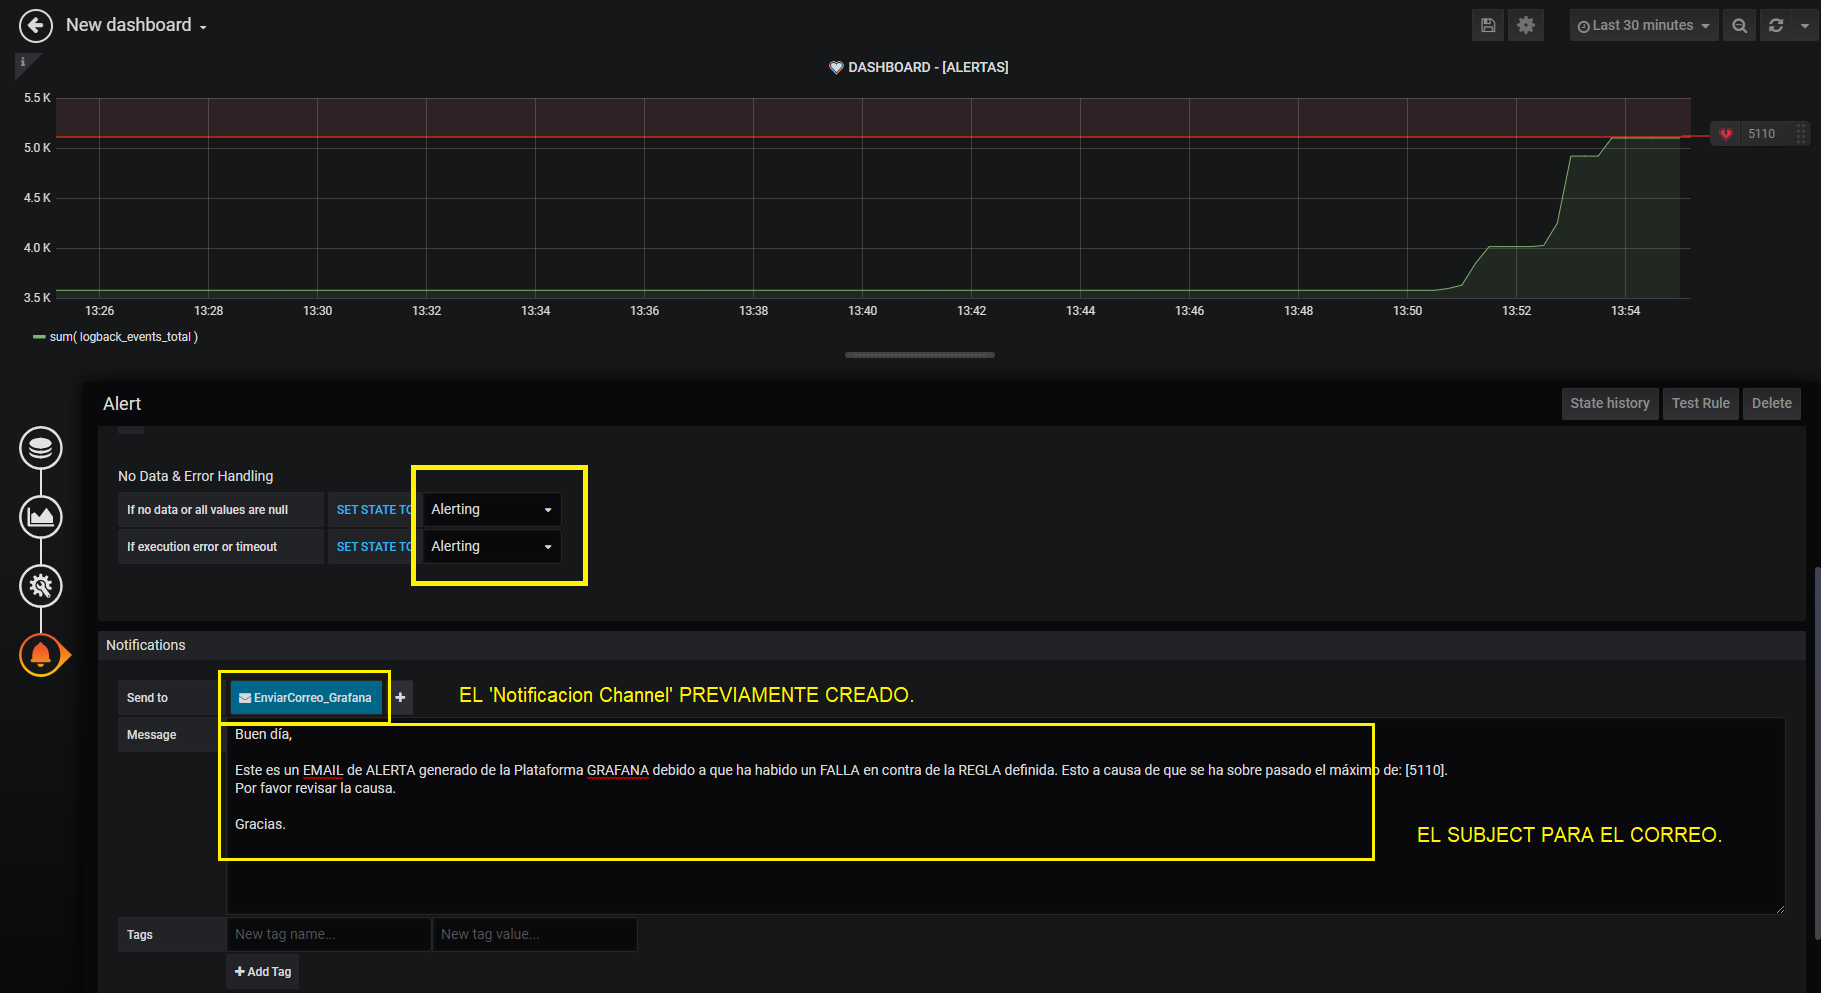 New dashboard
Last 30 minutes
i
DASHBOARD - [ALERTAS]
5.5 K
5.0 K
4.5 K
4.0 K
3.5 K
5110
13:26
13:28
13:30
13:32
13:34
13:36
13:38
13:40
13:42
13:44
13:46
13:48
13:50
13:52
13:54
sum( logback_events_total )
Alert
State history
Test Rule
Delete
No Data & Error Handling
If no data or all values are null
SET STATE TO
Alerting
If execution error or timeout
SET STATE TO
Alerting
Notifications
Send to
EnviarCorreo_Grafana
+
EL 'Notificacion Channel' PREVIAMENTE CREADO.
Message
Buen día,
Este es un EMAIL de ALERTA generado de la Plataforma GRAFANA debido a que ha habido un FALLA en contra de la REGLA definida. Esto a causa de que se ha sobre pasado el máximo de: [5110].
Por favor revisar la causa.
Gracias.
EL SUBJECT PARA EL CORREO.
Tags
New tag name...
New tag value...
+ Add Tag